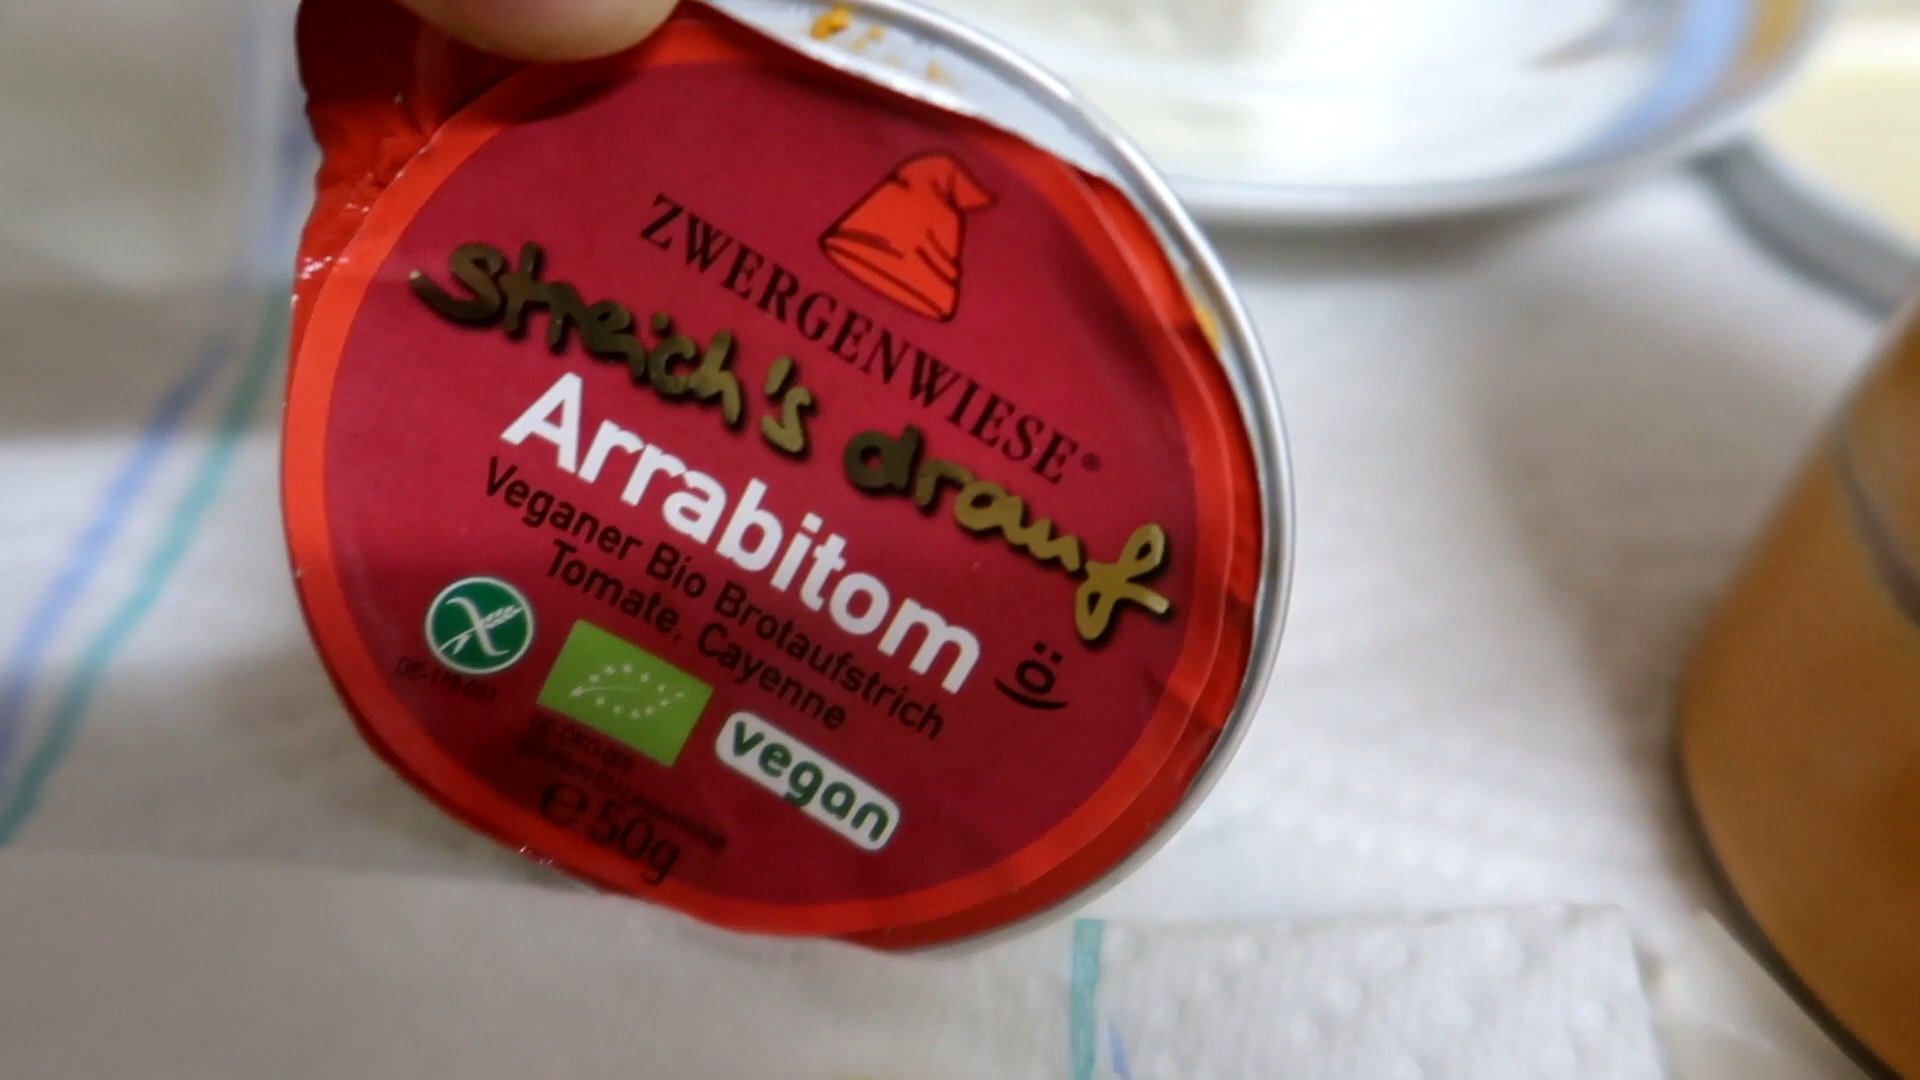 ZWERGENWIESE®
Streich's drauf
Arrabitom
Veganer Bio Brotaufstrich
Tomate, Cayenne
vegan
e 50g